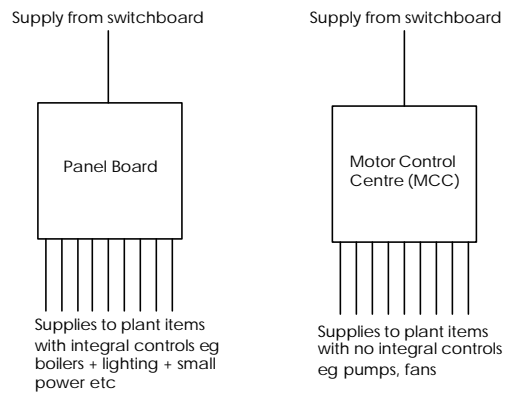 Supply from switchboard
Panel Board
Supplies to plant items
with integral controls eg
boilers + lighting + small
power etc
Supply from switchboard
Motor Control
Centre (MCC)
Supplies to plant items
with no integral controls
eg pumps, fans